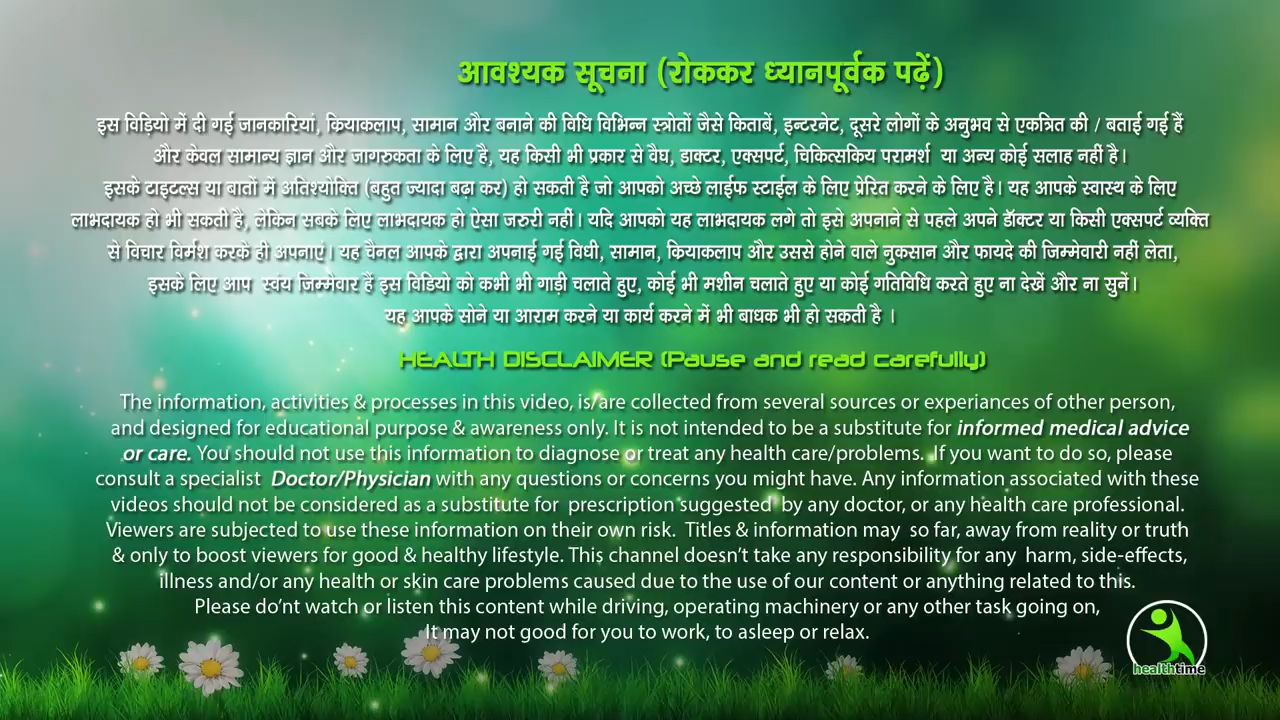 आवश्यक सूचना (रोककर ध्यानपूर्वक पढ़ें)
इस विड़ियो में दी गई जानकारियां, क्रियाकलाप, सामान और बनाने की विधि विभिन्न स्त्रोतों जैसे किताबें, इन्टरनेट, दूसरे लोगों के अनुभव से एकत्रित की / बताई गई हैं
और केवल सामान्य ज्ञान और जागरुकता के लिए है, यह किसी भी प्रकार से वैघ, डाक्टर, एक्सपर्ट, चिकित्सकिय परामर्श या अन्य कोई सलाह नहीं है।
इसके टाइटल्स या बातों में अतिश्योक्ति (बहुत ज्यादा बढ़ा कर) हो सकती है जो आपको अच्छे लाईफ स्टाईल के लिए प्रेरित करने के लिए है। यह आपके स्वास्थ के लिए
लाभदायक हो भी सकती है, लेकिन सबके लिए लाभदायक हो ऐसा जरुरी नहीं। यदि आपको यह लाभदायक लगे तो इसे अपनाने से पहले अपने डॉक्टर या किसी एक्सपर्ट व्यक्ति
से विचार विर्मश करके ही अपनाएं। यह चैनल आपके द्वारा अपनाई गई विधी, सामान, क्रियाकलाप और उससे होने वाले नुकसान और फायदे की जिम्मेवारी नहीं लेता,
इसके लिए आप स्वंय जिम्मेवार हैं इस विडियो को कभी भी गाड़ी चलाते हुए, कोई भी मशीन चलाते हुए या कोई गतिविधि करते हुए ना देखें और ना सुनें।
यह आपके सोने या आराम करने या कार्य करने में भी बाधक भी हो सकती है ।
HEALTH DISCLAIMER (Pause and read carefully)
The information, activities & processes in this video, is/are collected from several sources or experiances of other person,
and designed for educational purpose & awareness only. It is not intended to be a substitute for informed medical advice
or care. You should not use this information to diagnose or treat any health care/problems. If you want to do so, please
consult a specialist Doctor/Physician with any questions or concerns you might have. Any information associated with these
videos should not be considered as a substitute for prescription suggested by any doctor, or any health care professional.
Viewers are subjected to use these information on their own risk. Titles & information may so far, away from reality or truth
& only to boost viewers for good & healthy lifestyle. This channel doesn't take any responsibility for any harm, side-effects,
illness and/or any health or skin care problems caused due to the use of our content or anything related to this.
Please do'nt watch or listen this content while driving, operating machinery or any other task going on,
It may not good for you to work, to asleep or relax.
healthtime